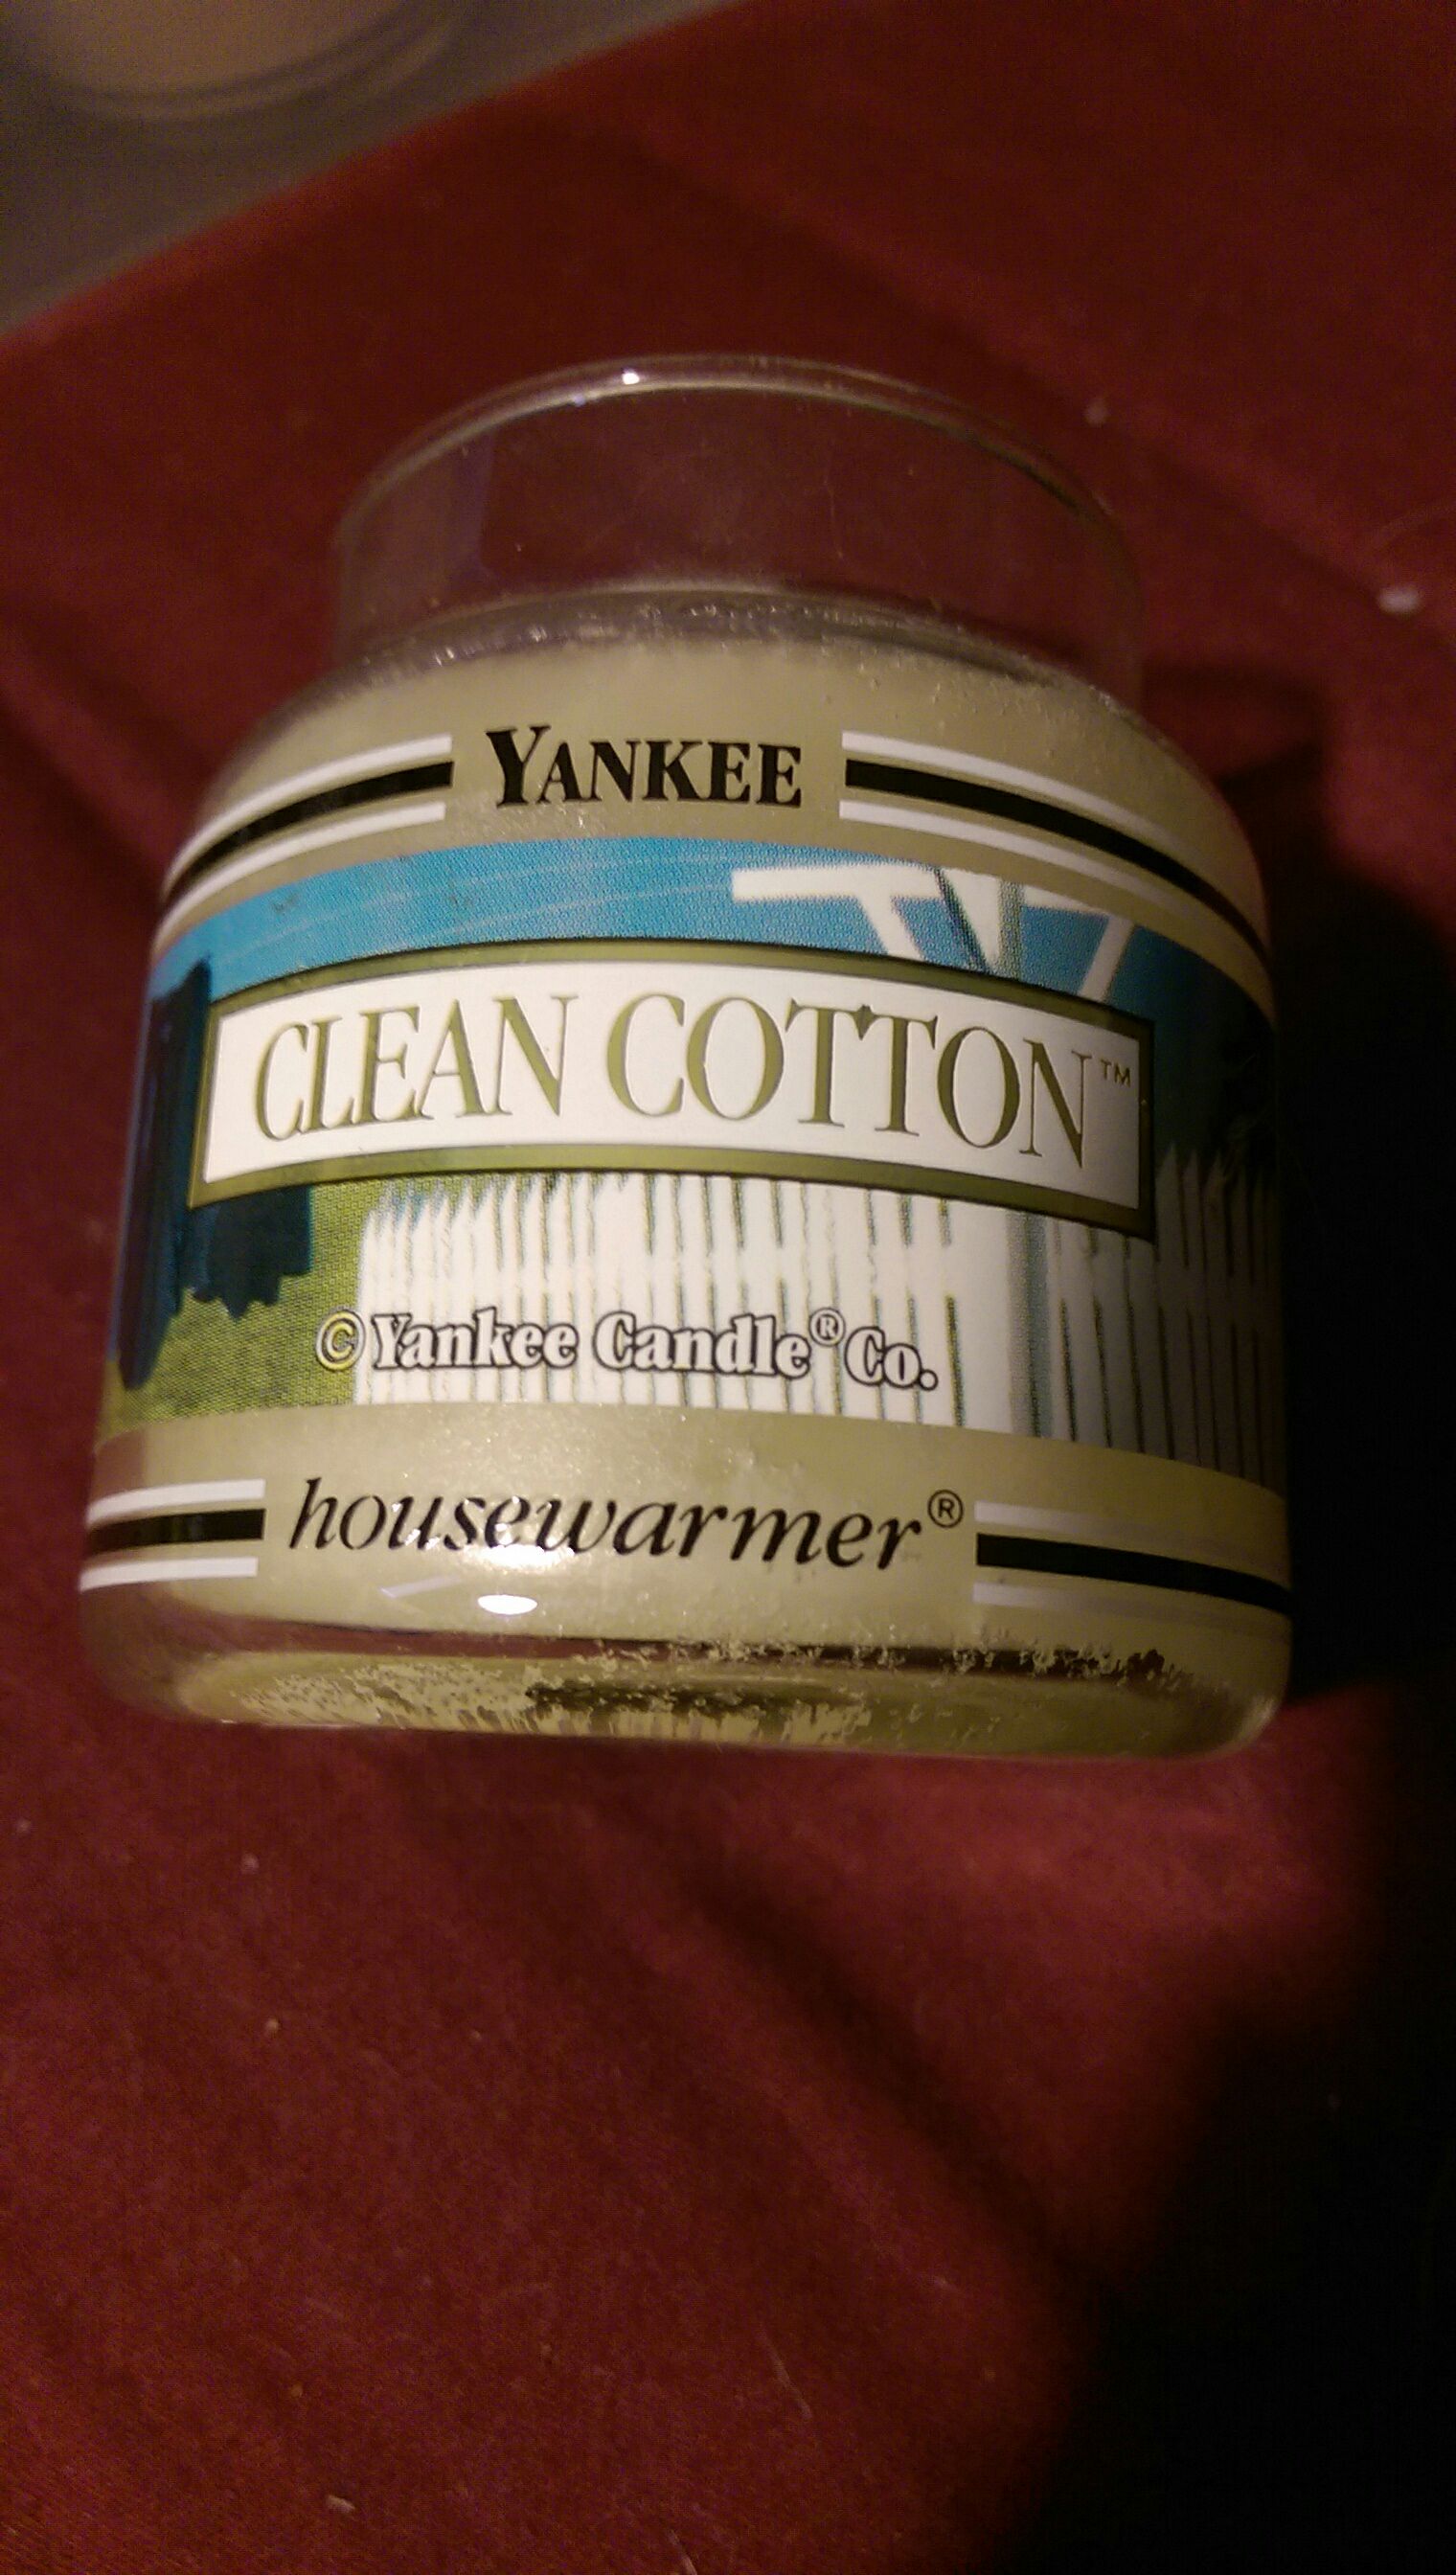 YANKEE
CLEAN COTTON™
© Yankee Candle® Co.
housewarmer®